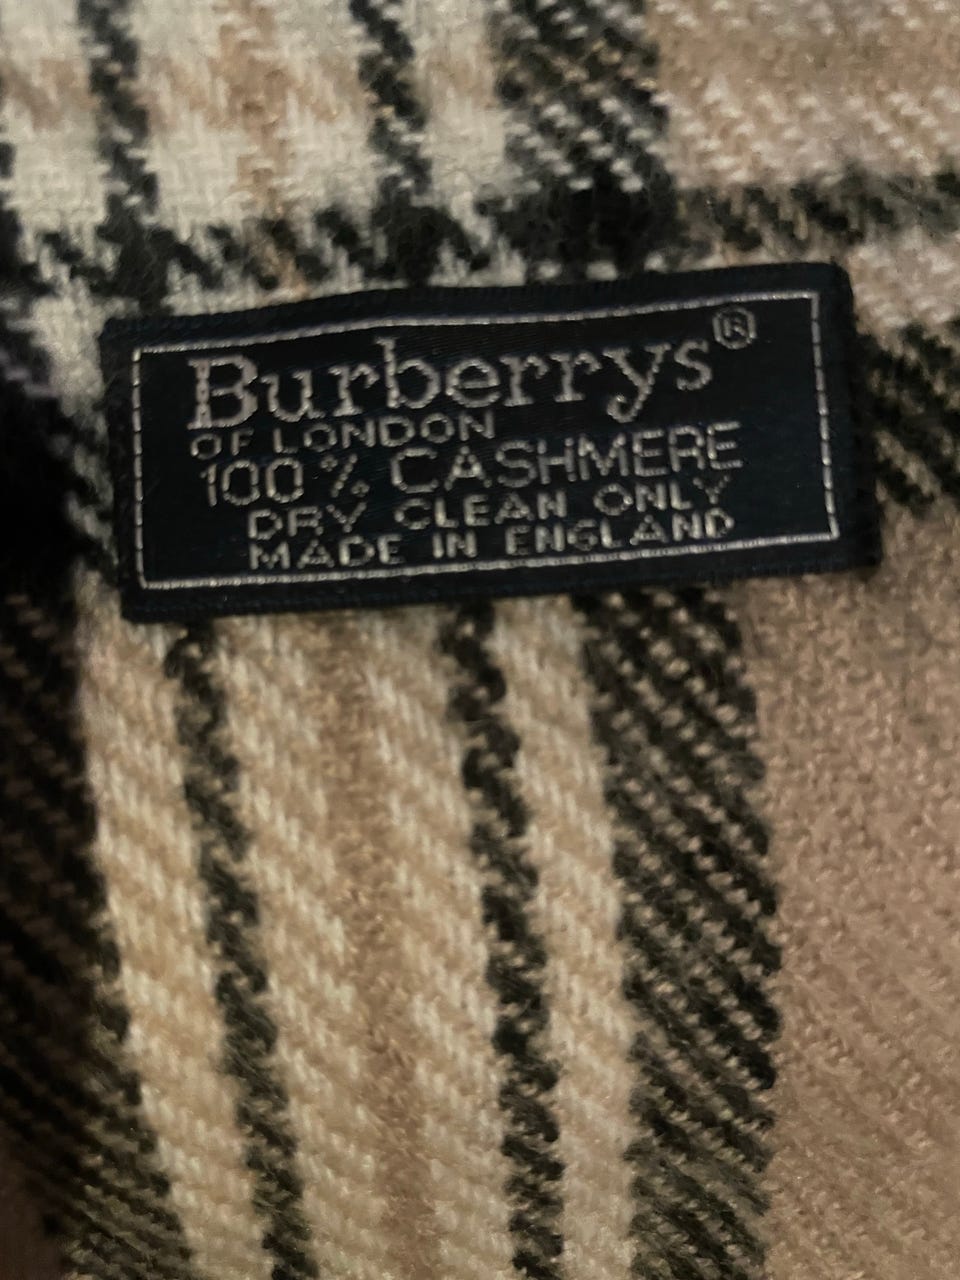 Burberrys®
OF LONDON
100% CASHMERE
DRY CLEAN ONLY
MADE IN ENGLAND